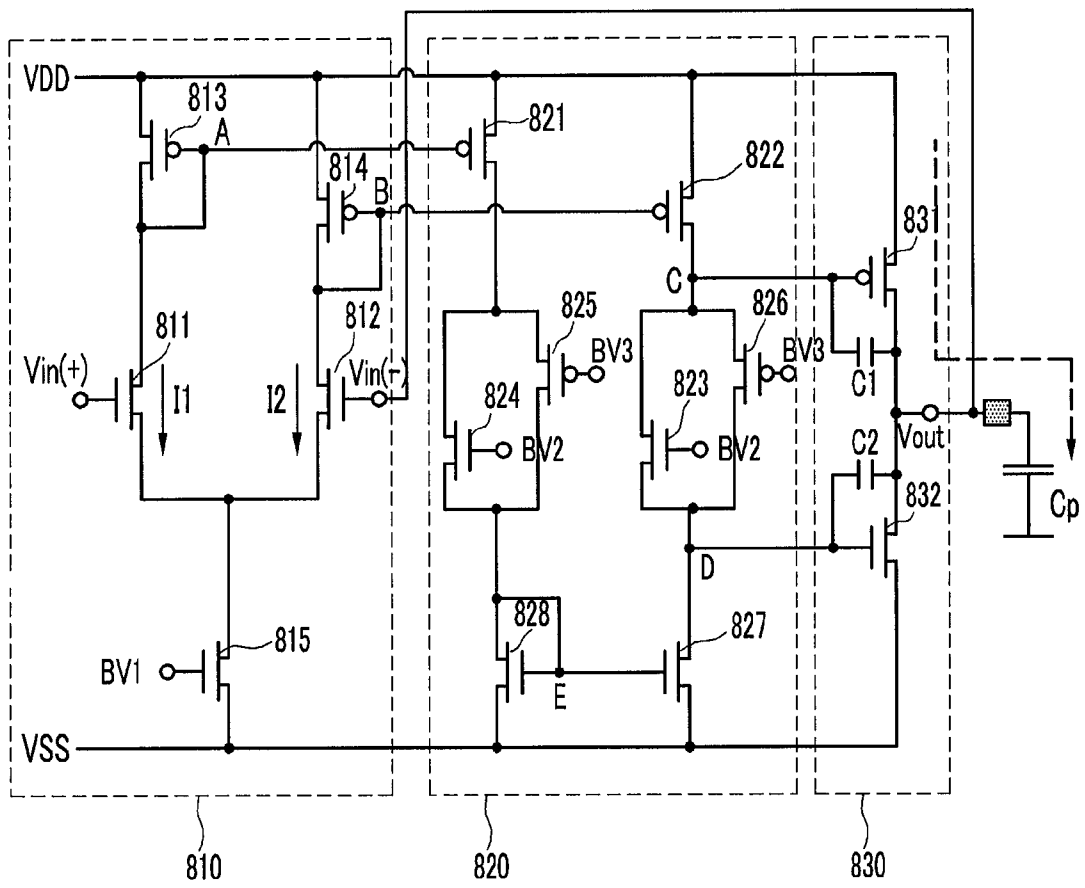 VDD
813
A
821
814
B
822
831
C
811
812
825
826
Vin(+)
I1
I2
Vin(-)
BV3
BV3
C1
824
823
BV2
BV2
Vout
C2
832
Cp
D
828
827
815
BV1
E
VSS
810
820
830